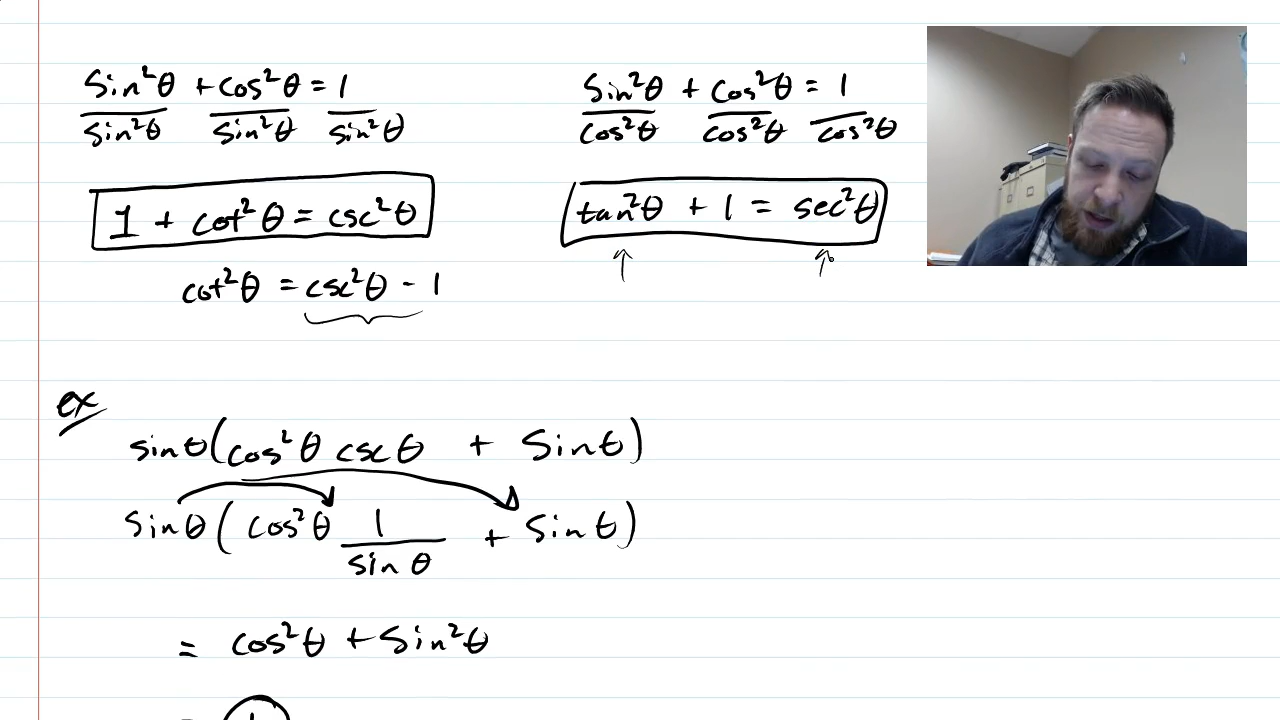 sin²θ + cos²θ = 1
sin²θ sin²θ sin²θ
1 + cot²θ = csc²θ
cot²θ = csc²θ - 1
sin²θ + cos²θ = 1
cos²θ cos²θ cos²θ
tan²θ + 1 = sec²θ
ex
sinθ(cos²θ cscθ + sinθ)
sinθ(cos²θ 1/sinθ + sinθ)
= cos²θ + sin²θ
=